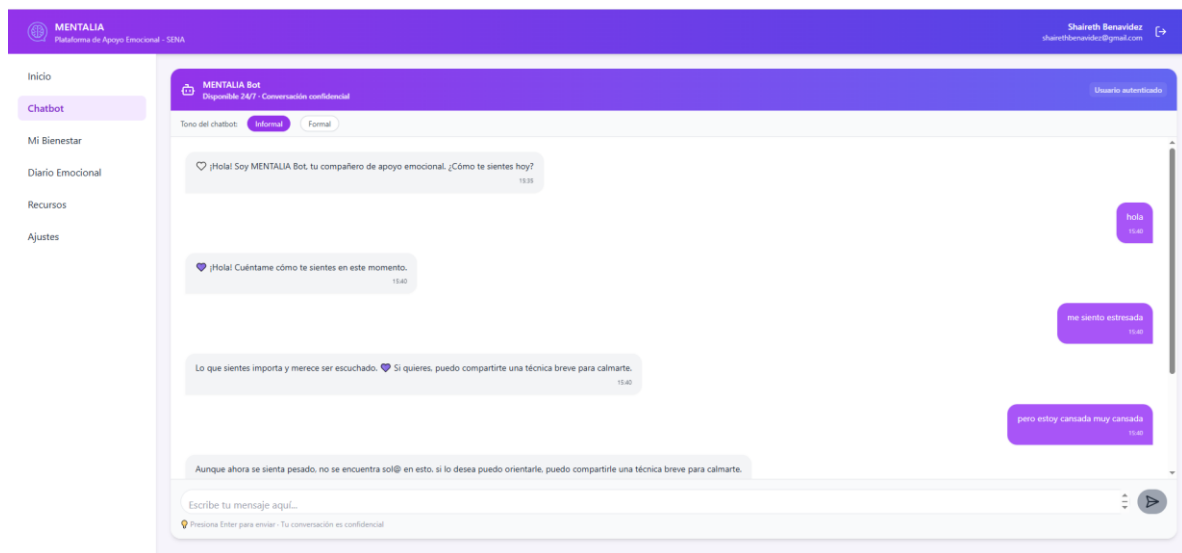 MENTALIA
Plataforma de Apoyo Emocional - SENA
Shaireth Benavidez
shairethbenavidez@gmail.com
Inicio
Chatbot
Mi Bienestar
Diario Emocional
Recursos
Ajustes
MENTALIA Bot
Disponible 24/7 · Conversación confidencial
Usuario autenticado
Tono del chatbot:
Informal
Formal
¡Hola! Soy MENTALIA Bot, tu compañero de apoyo emocional. ¿Cómo te sientes hoy?
15:35
hola
15:40
¡Hola! Cuéntame cómo te sientes en este momento.
15:40
me siento estresada
15:40
Lo que sientes importa y merece ser escuchado. 💜 Si quieres, puedo compartirte una técnica breve para calmarte.
15:40
pero estoy cansada muy cansada
15:40
Aunque ahora se sienta pesado, no se encuentra sol@ en esto. si lo desea puedo orientarle. puedo compartirle una técnica breve para calmarte.
Escribe tu mensaje aquí...
Presiona Enter para enviar · Tu conversación es confidencial